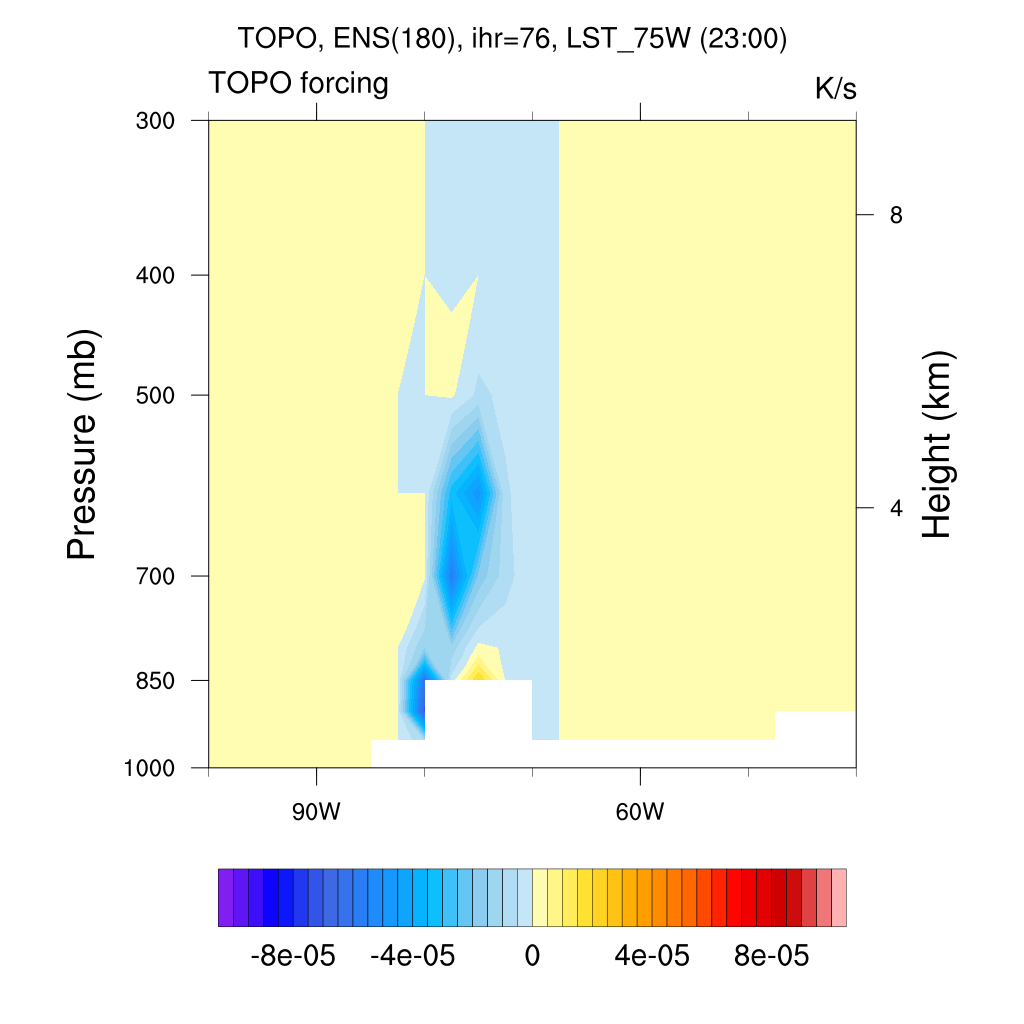 TOPO, ENS(180), ihr=76, LST_75W (23:00)
TOPO forcing
K/s
300
400
500
700
850
1000
Pressure (mb)
8
4
Height (km)
90W
60W
-8e-05
-4e-05
0
4e-05
8e-05